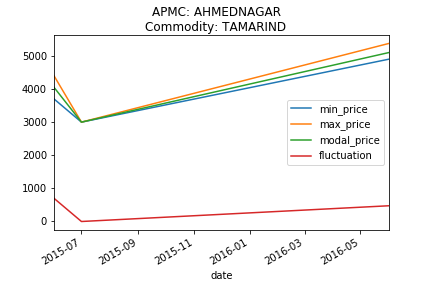 APMC: AHMEDNAGAR
Commodity: TAMARIND
5000
4000
3000
2000
1000
0
min_price
max_price
modal_price
fluctuation
2015-07
2015-09
2015-11
2016-01
2016-03
2016-05
date